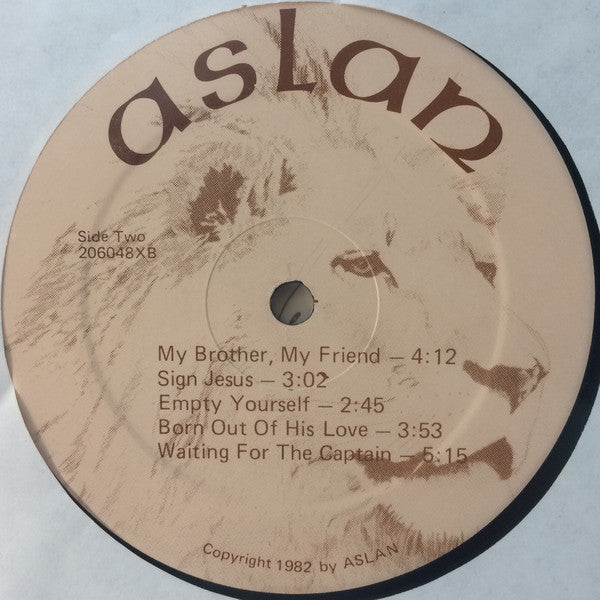 aslan
Side Two
206048XB
My Brother, My Friend – 4:12
Sign Jesus – 3:02
Empty Yourself – 2:45
Born Out Of His Love – 3:53
Waiting For The Captain – 5:15
Copyright 1982 by ASLAN